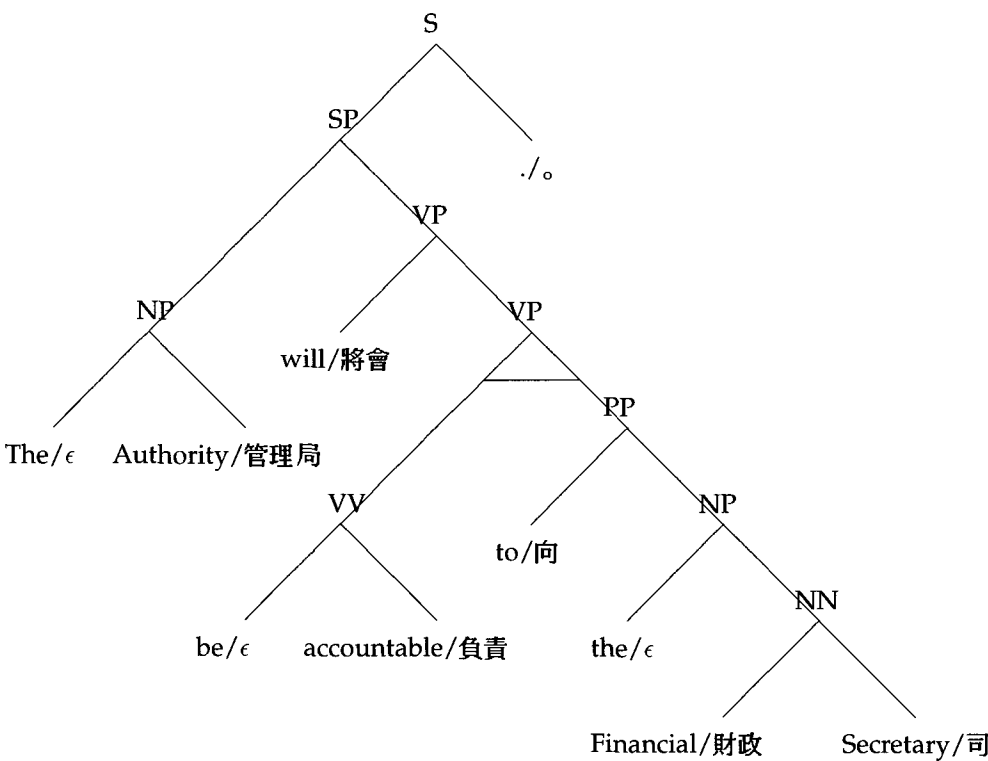 S
SP
./。
VP
NP
VP
will/將會
PP
The/ϵ Authority/管理局
VV
NP
to/向
NN
be/ϵ accountable/負責 the/ϵ
Financial/財政 Secretary/司